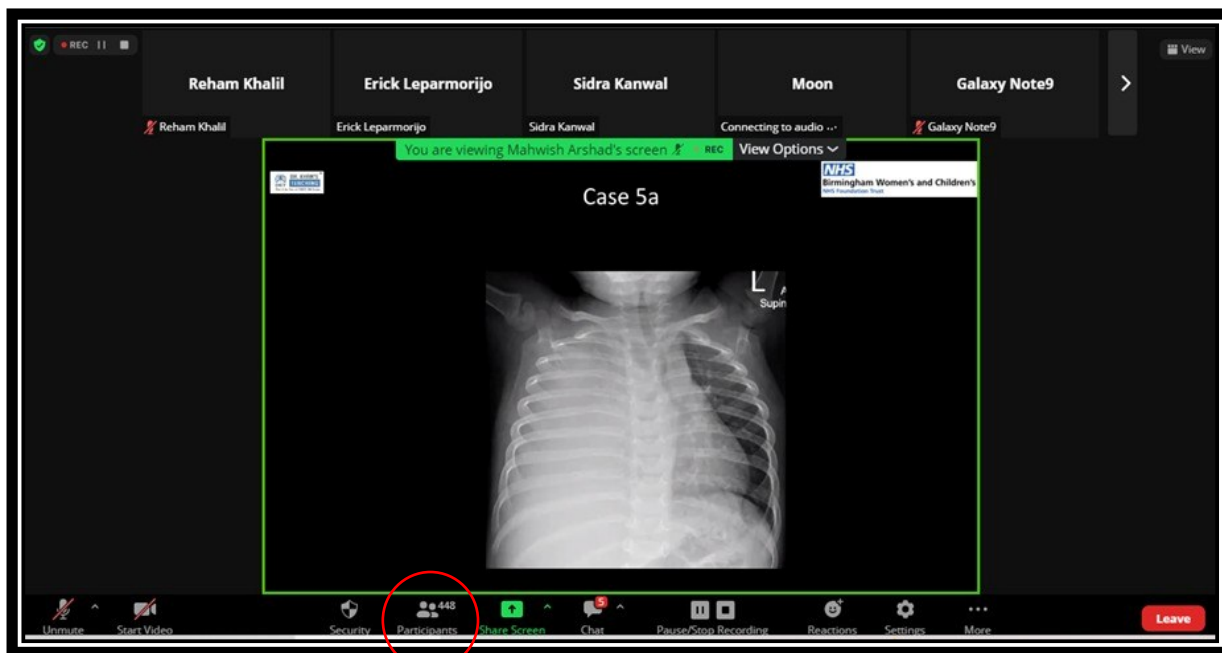 REC
View
Reham Khalil
Erick Leparmorijo
Sidra Kanwal
Moon
Galaxy Note9
Reham Khalil
Erick Leparmorijo
Sidra Kanwal
Connecting to audio ...
Galaxy Note9
You are viewing Mahwish Arshad's screen
REC
View Options
TEACHING
NHS
Birmingham Women's and Children's
NHS Foundation Trust
Case 5a
L
Supin
448
5
Unmute
Start Video
Security
Participants
Share Screen
Chat
Pause/Stop Recording
Reactions
Settings
More
Leave